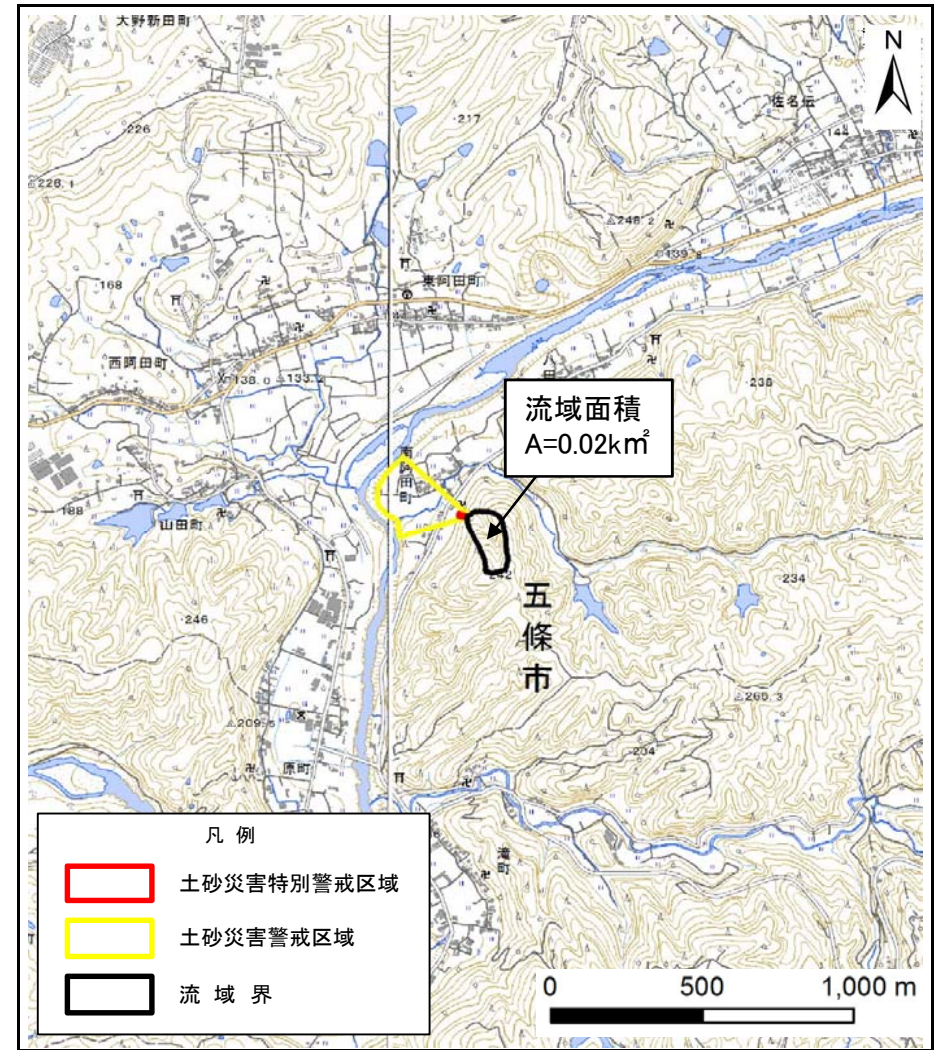 大野新田町
N
佐名伝
226
217
144
228.1
248.2
139.8
168
東阿田町
西阿田町
138.0
133.2
238
流域面積
A=0.02k㎡
南阿田町
188
山田町
242
234
246
五條市
260.3
209.5
204
原町
滝町
凡 例
土砂災害特別警戒区域
土砂災害警戒区域
流 域 界
0 500 1,000 m